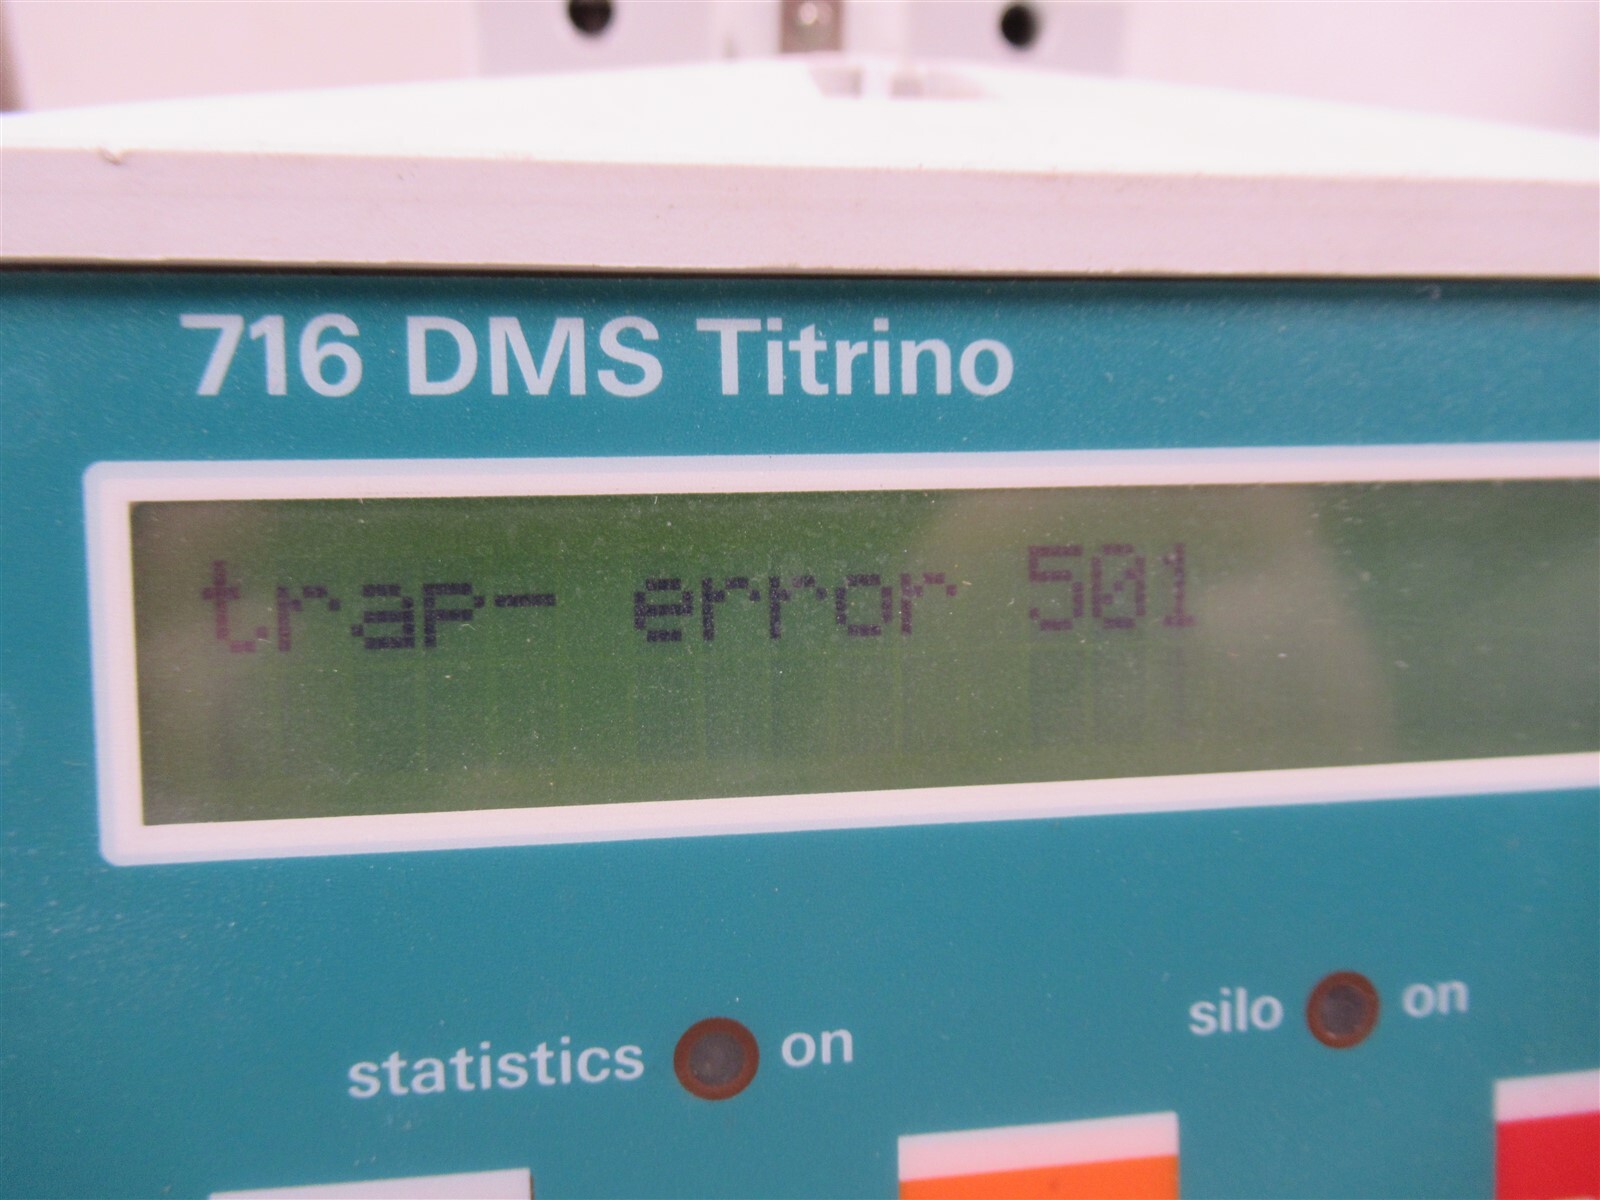 716 DMS Titrino
trap- error 501
statistics on
silo on